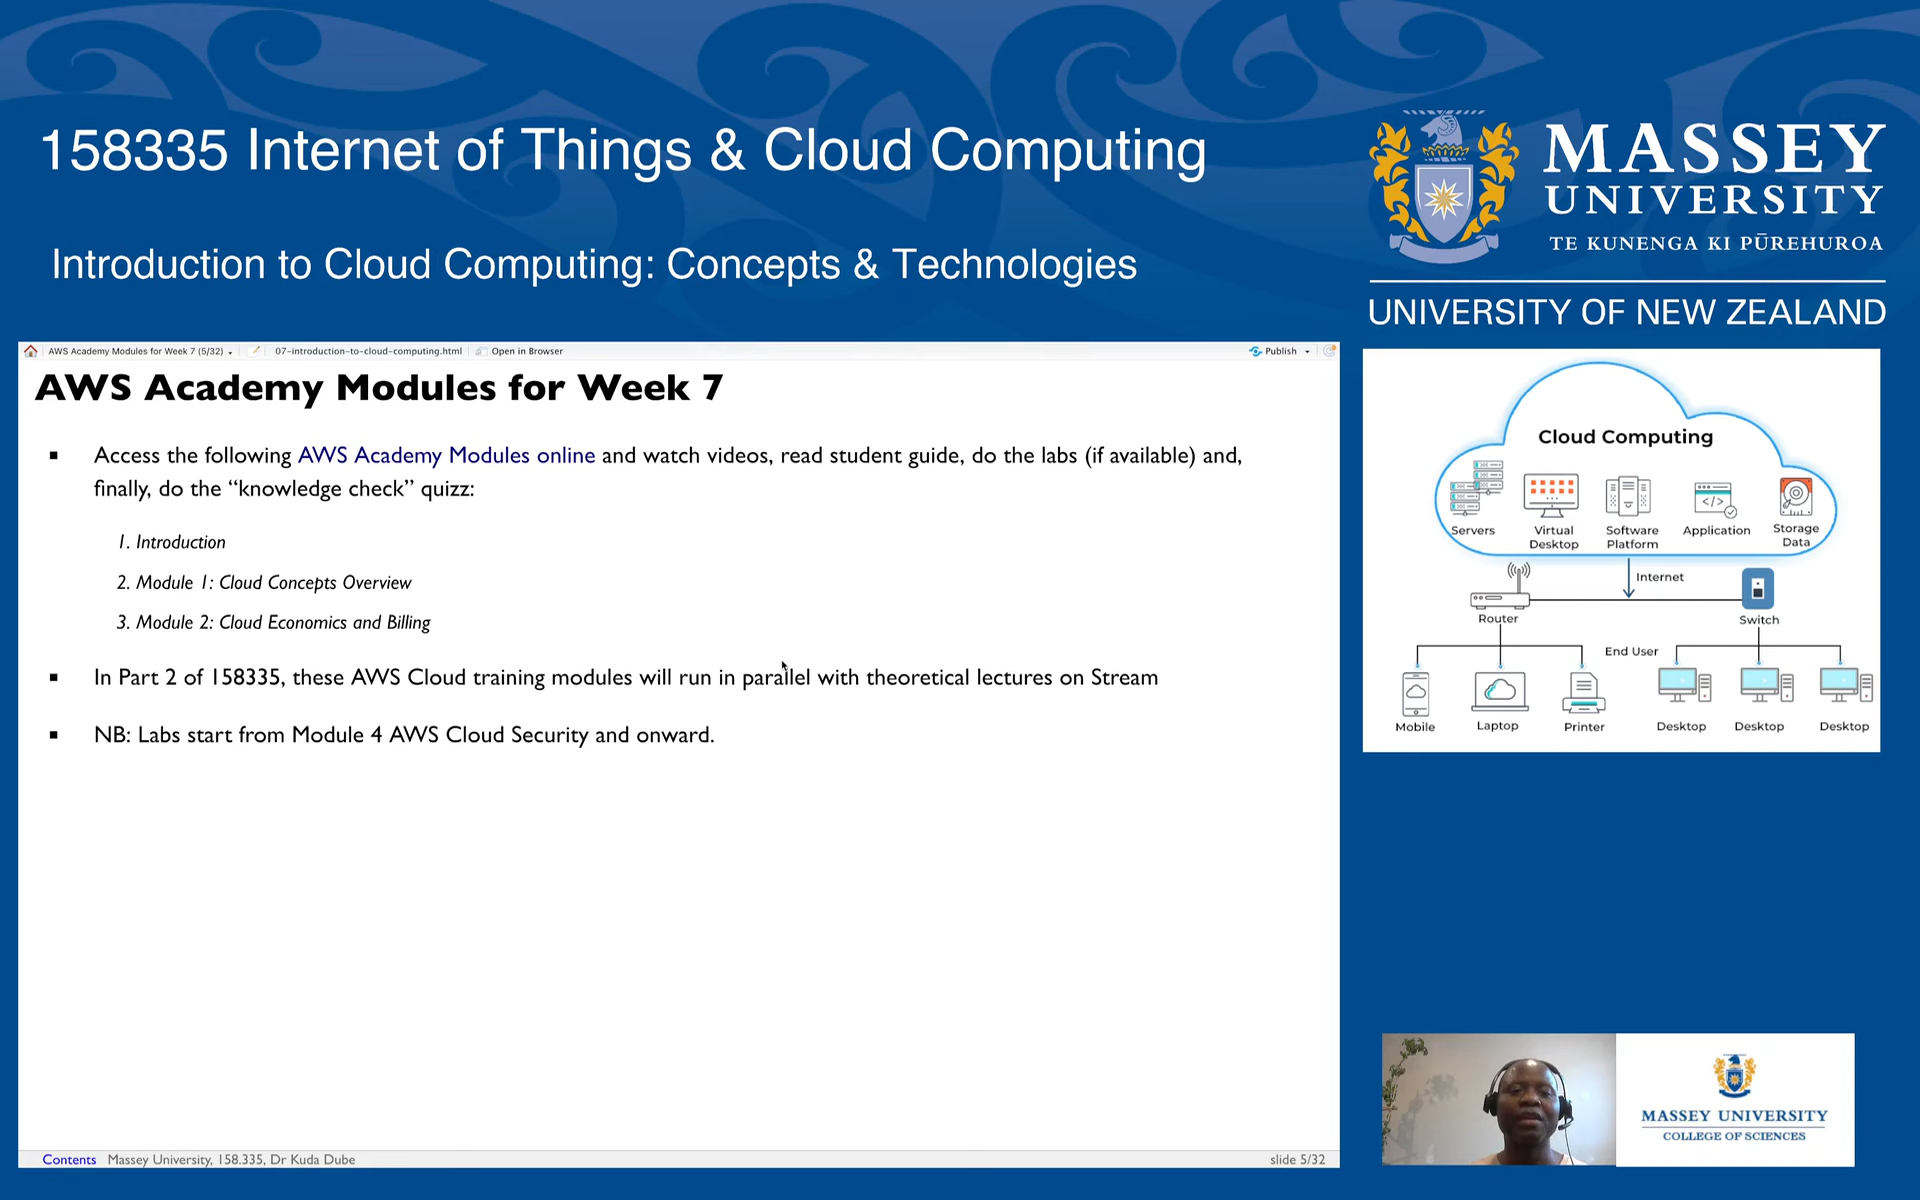 158335 Internet of Things & Cloud Computing
Introduction to Cloud Computing: Concepts & Technologies
MASSEY
UNIVERSITY
TE KUNENGA KI PŪREHUROA
UNIVERSITY OF NEW ZEALAND
AWS Academy Modules for Week 7 (5/32)
07-introduction-to-cloud-computing.html
Open in Browser
Publish
AWS Academy Modules for Week 7
▪ Access the following AWS Academy Modules online and watch videos, read student guide, do the labs (if available) and,
finally, do the “knowledge check” quizz:
1. Introduction
2. Module 1: Cloud Concepts Overview
3. Module 2: Cloud Economics and Billing
▪ In Part 2 of 158335, these AWS Cloud training modules will run in parallel with theoretical lectures on Stream
▪ NB: Labs start from Module 4 AWS Cloud Security and onward.
Contents Massey University, 158.335, Dr Kuda Dube
slide 5/32
Cloud Computing
</>
Servers
Virtual
Desktop
Software
Platform
Application
Storage
Data
Internet
Router
Switch
End User
Mobile
Laptop
Printer
Desktop
Desktop
Desktop
MASSEY UNIVERSITY
COLLEGE OF SCIENCES